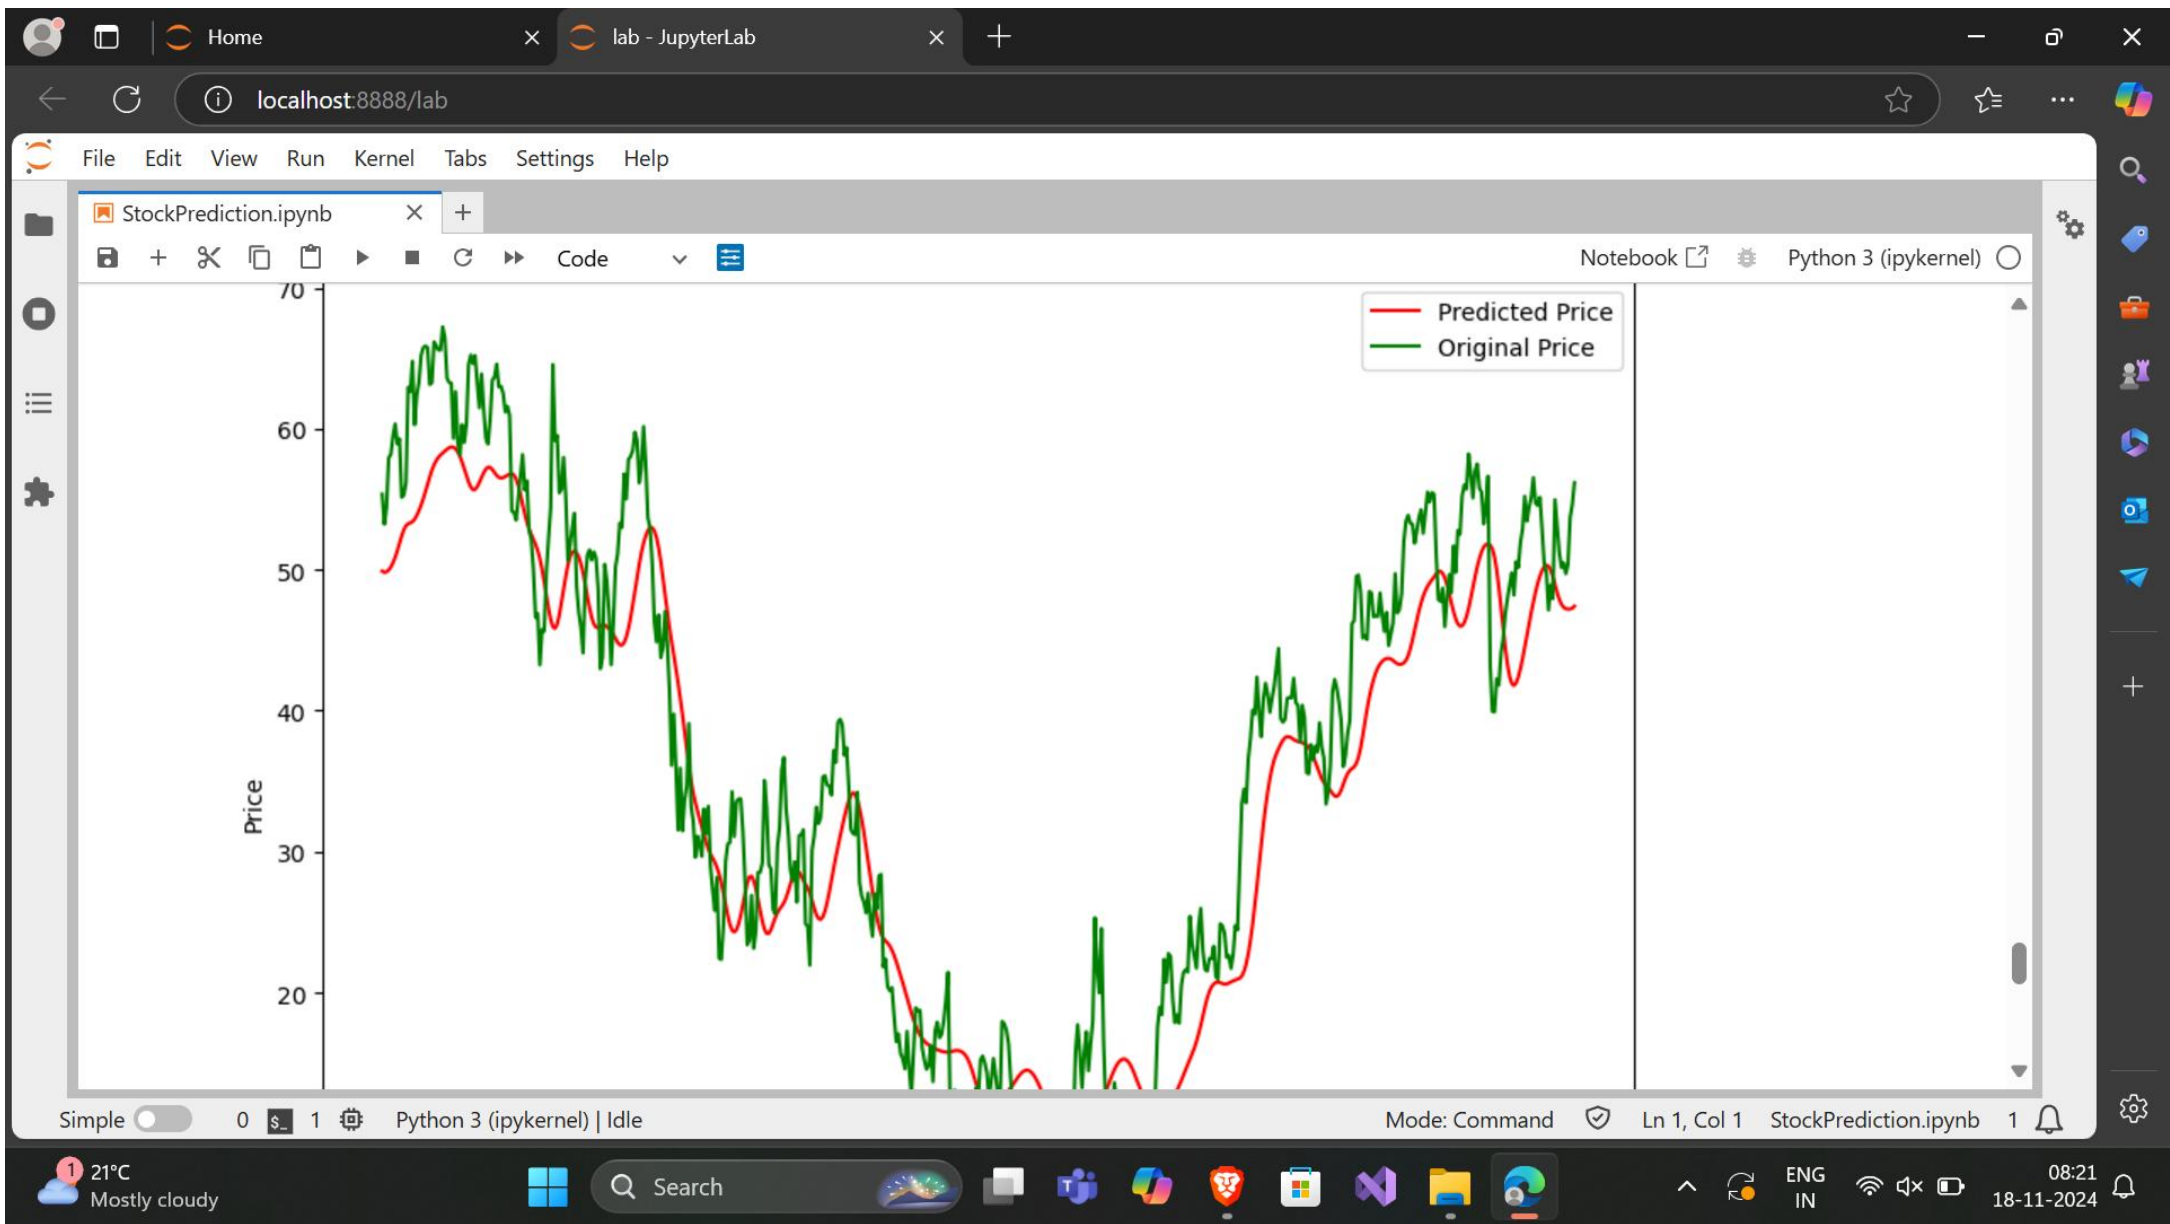 Home
lab - JupyterLab
localhost:8888/lab
File Edit View Run Kernel Tabs Settings Help
StockPrediction.ipynb
Code
Notebook
Python 3 (ipykernel)
70
Predicted Price
Original Price
60
50
40
Price
30
20
Simple 0 $_ 1 Python 3 (ipykernel) | Idle
Mode: Command Ln 1, Col 1 StockPrediction.ipynb 1
1 21°C
Mostly cloudy
Search
ENG
IN
08:21
18-11-2024